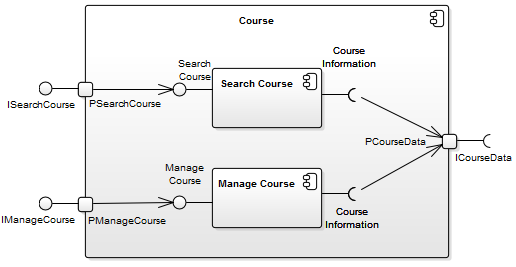 Course
Search
Course
Course
Information
Search Course
ISearchCourse
PSearchCourse
PCourseData
ICourseData
Manage
Course
Manage Course
IManageCourse
PManageCourse
Course
Information